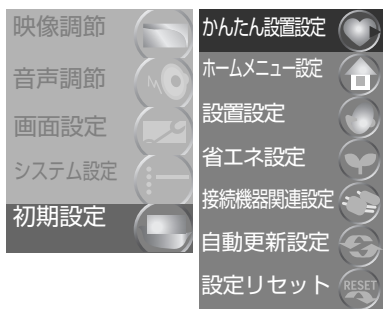 映像調節
音声調節
画面設定
システム設定
初期設定
かんたん設置設定
ホームメニュー設定
設置設定
省エネ設定
接続機器関連設定
自動更新設定
設定リセット
RESET